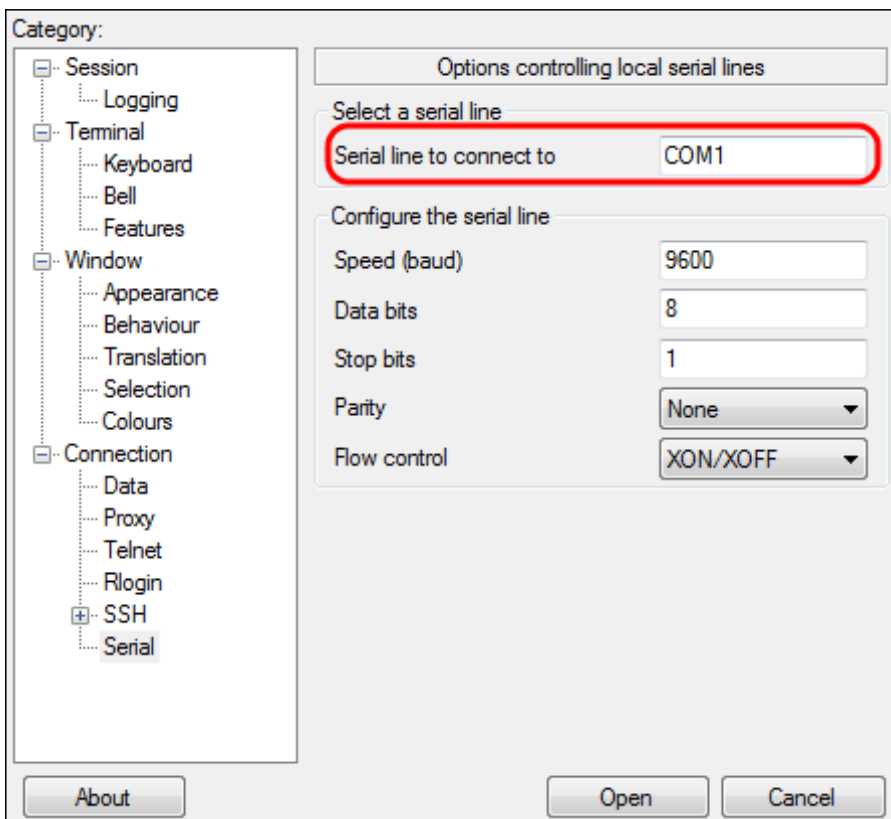 Category:
Session
Logging
Terminal
Keyboard
Bell
Features
Window
Appearance
Behaviour
Translation
Selection
Colours
Connection
Data
Proxy
Telnet
Rlogin
SSH
Serial
Options controlling local serial lines
Select a serial line
Serial line to connect to COM1
Configure the serial line
Speed (baud) 9600
Data bits 8
Stop bits 1
Parity None
Flow control XON/XOFF
About Open Cancel